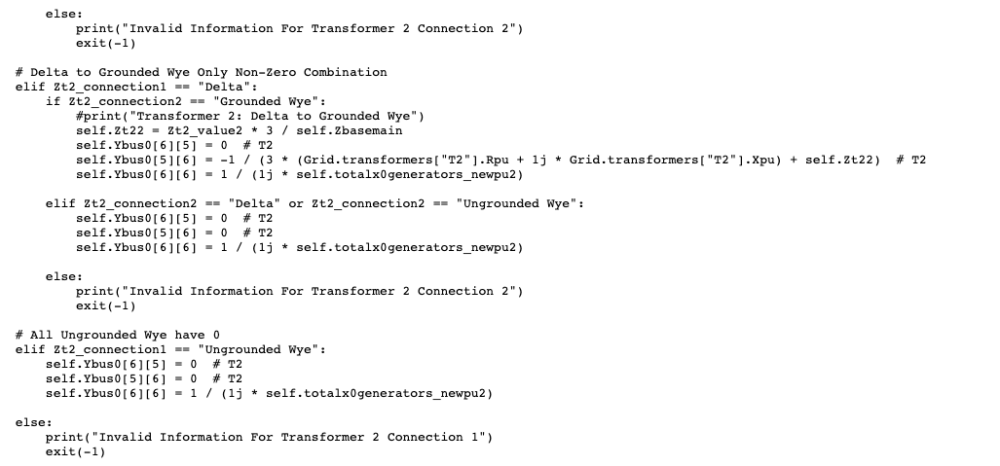 else:
        print("Invalid Information For Transformer 2 Connection 2")
        exit(-1)

# Delta to Grounded Wye Only Non-Zero Combination
elif Zt2_connection1 == "Delta":
    if Zt2_connection2 == "Grounded Wye":
        #print("Transformer 2: Delta to Grounded Wye")
        self.Zt22 = Zt2_value2 * 3 / self.Zbasemain
        self.Ybus0[6][5] = 0  # T2
        self.Ybus0[5][6] = -1 / (3 * (Grid.transformers["T2"].Rpu + 1j * Grid.transformers["T2"].Xpu) + self.Zt22)  # T2
        self.Ybus0[6][6] = 1 / (1j * self.totalx0generators_newpu2)

    elif Zt2_connection2 == "Delta" or Zt2_connection2 == "Ungrounded Wye":
        self.Ybus0[6][5] = 0  # T2
        self.Ybus0[5][6] = 0  # T2
        self.Ybus0[6][6] = 1 / (1j * self.totalx0generators_newpu2)

    else:
        print("Invalid Information For Transformer 2 Connection 2")
        exit(-1)

# All Ungrounded Wye have 0
elif Zt2_connection1 == "Ungrounded Wye":
    self.Ybus0[6][5] = 0  # T2
    self.Ybus0[5][6] = 0  # T2
    self.Ybus0[6][6] = 1 / (1j * self.totalx0generators_newpu2)

else:
    print("Invalid Information For Transformer 2 Connection 1")
    exit(-1)